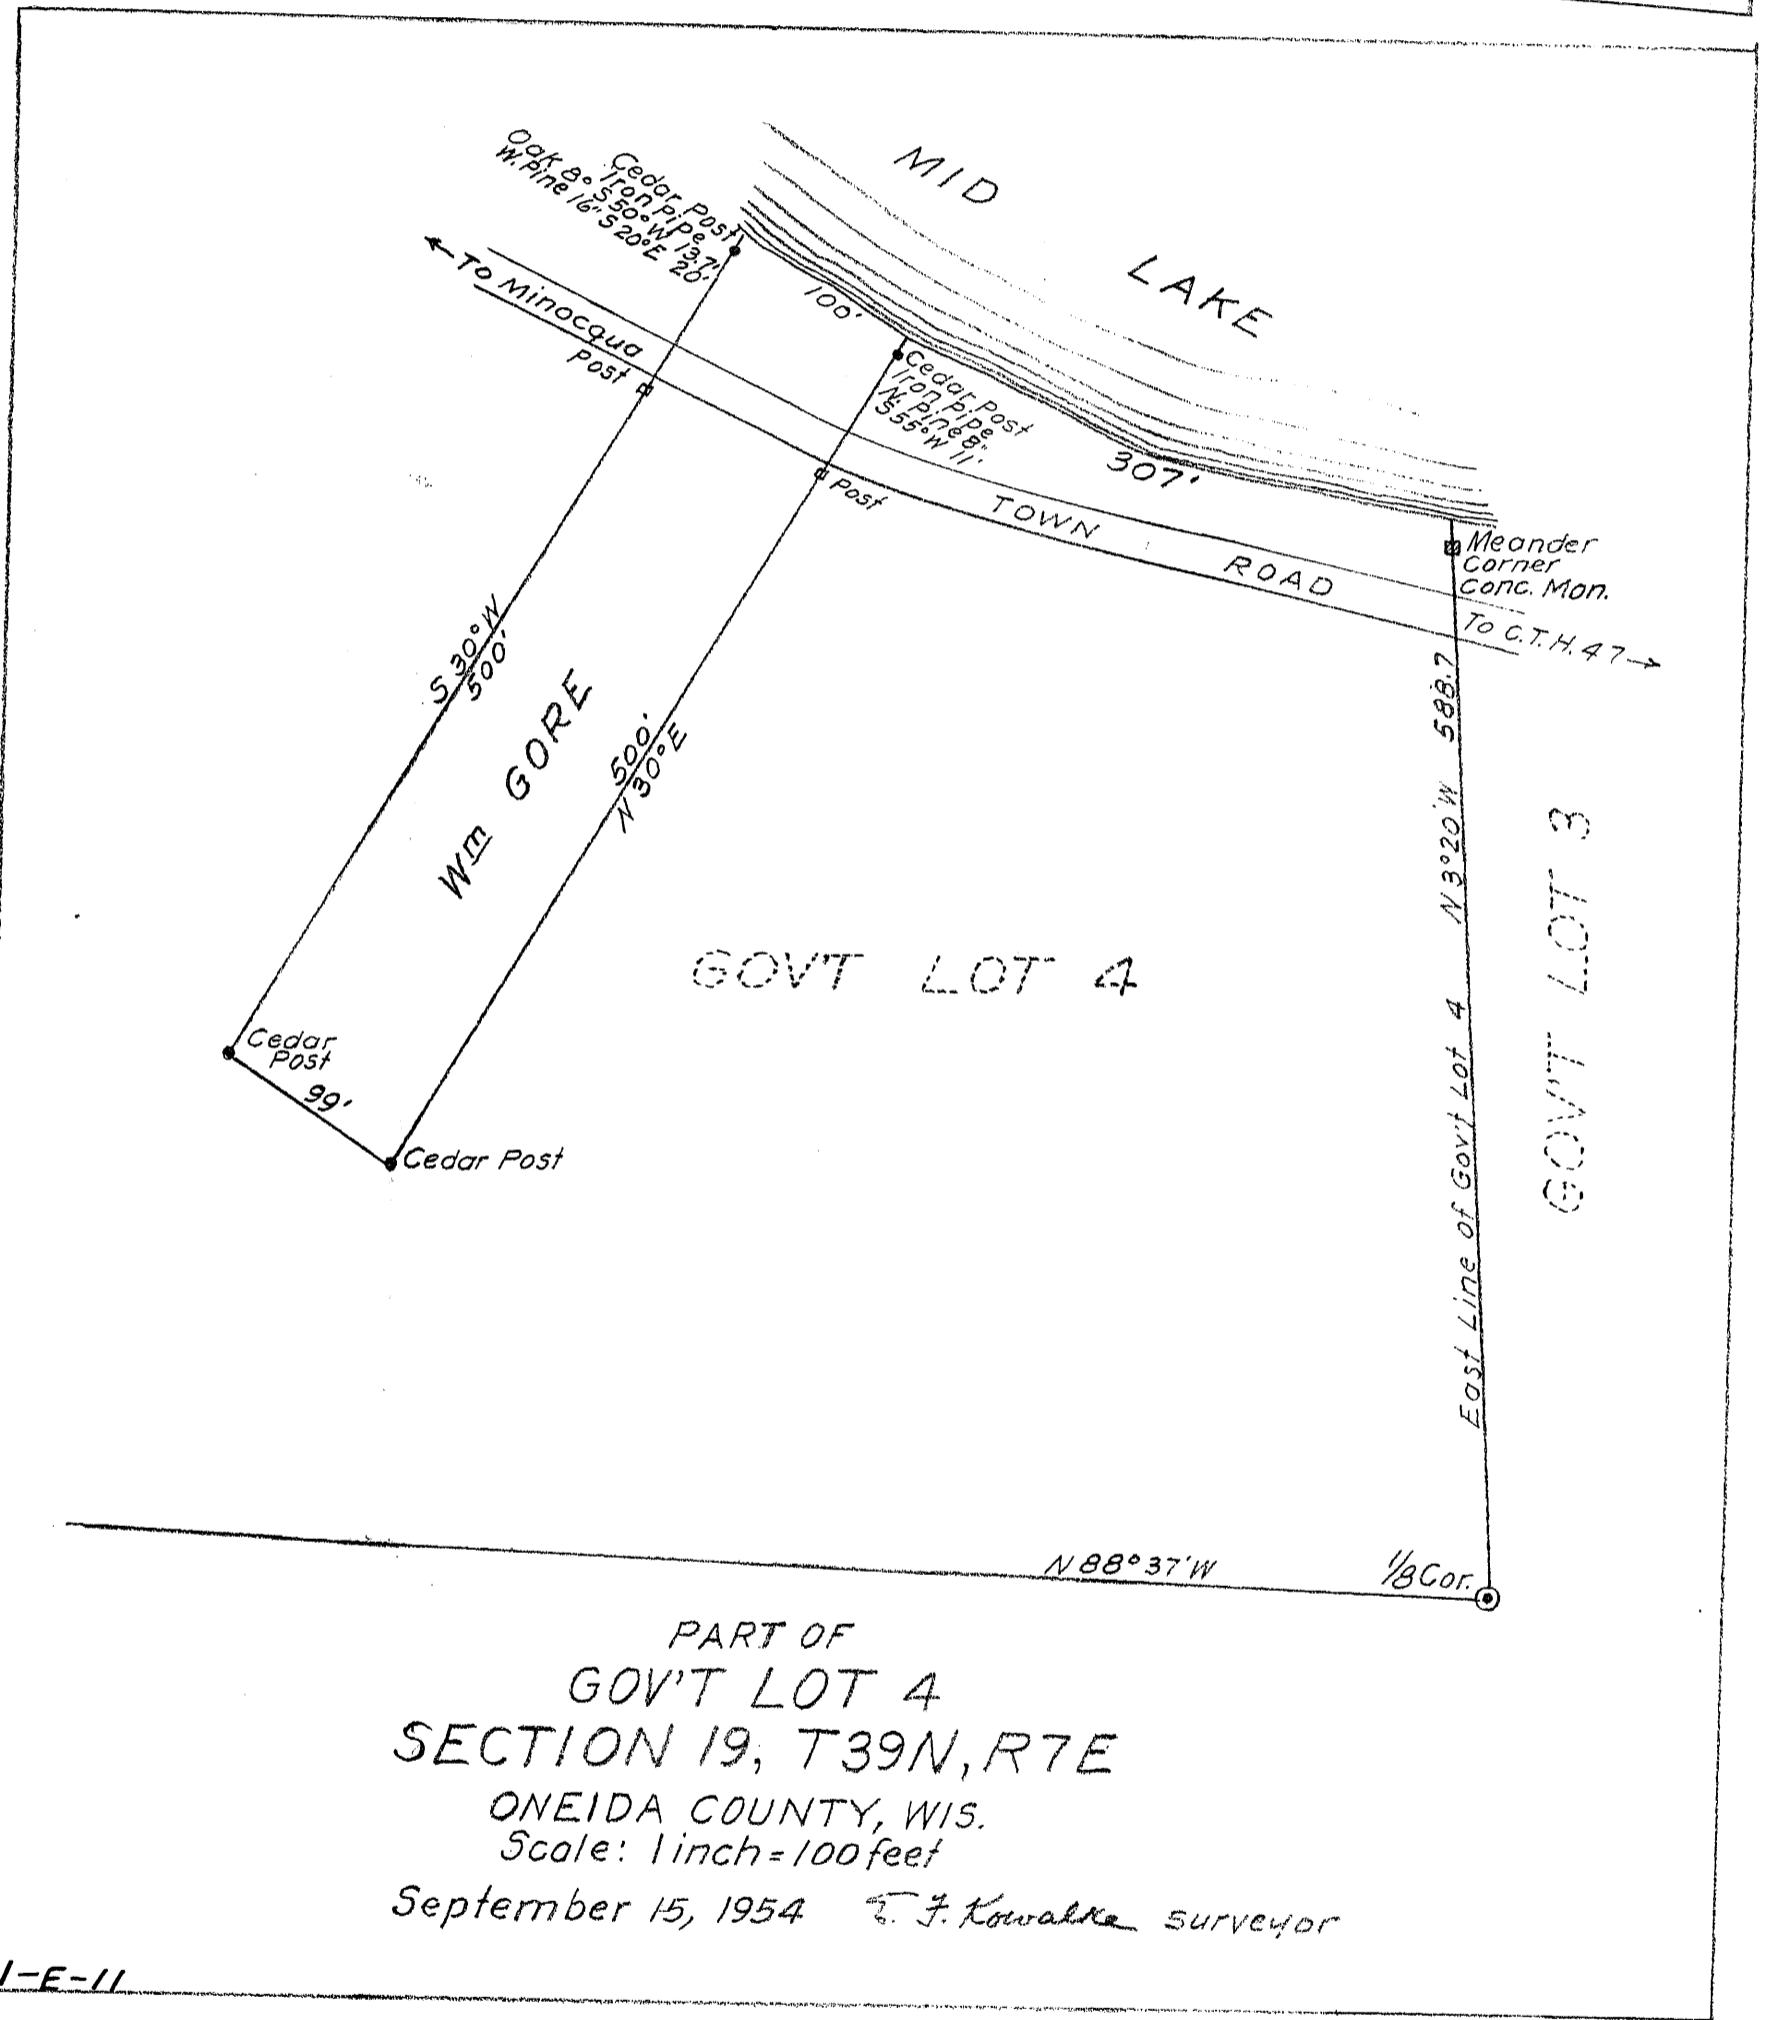 MID LAKE
Cedar Post
Iron Pipe
Oak 8" S50°W 13.7'
W. Pine 16" S20°E 20'
←To Minocqua
Post
100'
Cedar Post
Iron Pipe
N. Pine 8"
S55°W 11'
307'
Post
TOWN ROAD
Meander
Corner
Conc. Mon.
To C.T.H. 47→
S 30° W
500'
Wm GORE
500'
N 30° E
GOV'T LOT 4
East Line of Gov't Lot 4 N 3°20'W 588.7
GOV'T LOT 3
Cedar
Post
99'
Cedar Post
N 88°37'W
1/8 Cor.
PART OF
GOV'T LOT 4
SECTION 19, T39N, R7E
ONEIDA COUNTY, WIS.
Scale: 1 inch = 100 feet
September 15, 1954 T. F. Kowalke surveyor
1-E-11